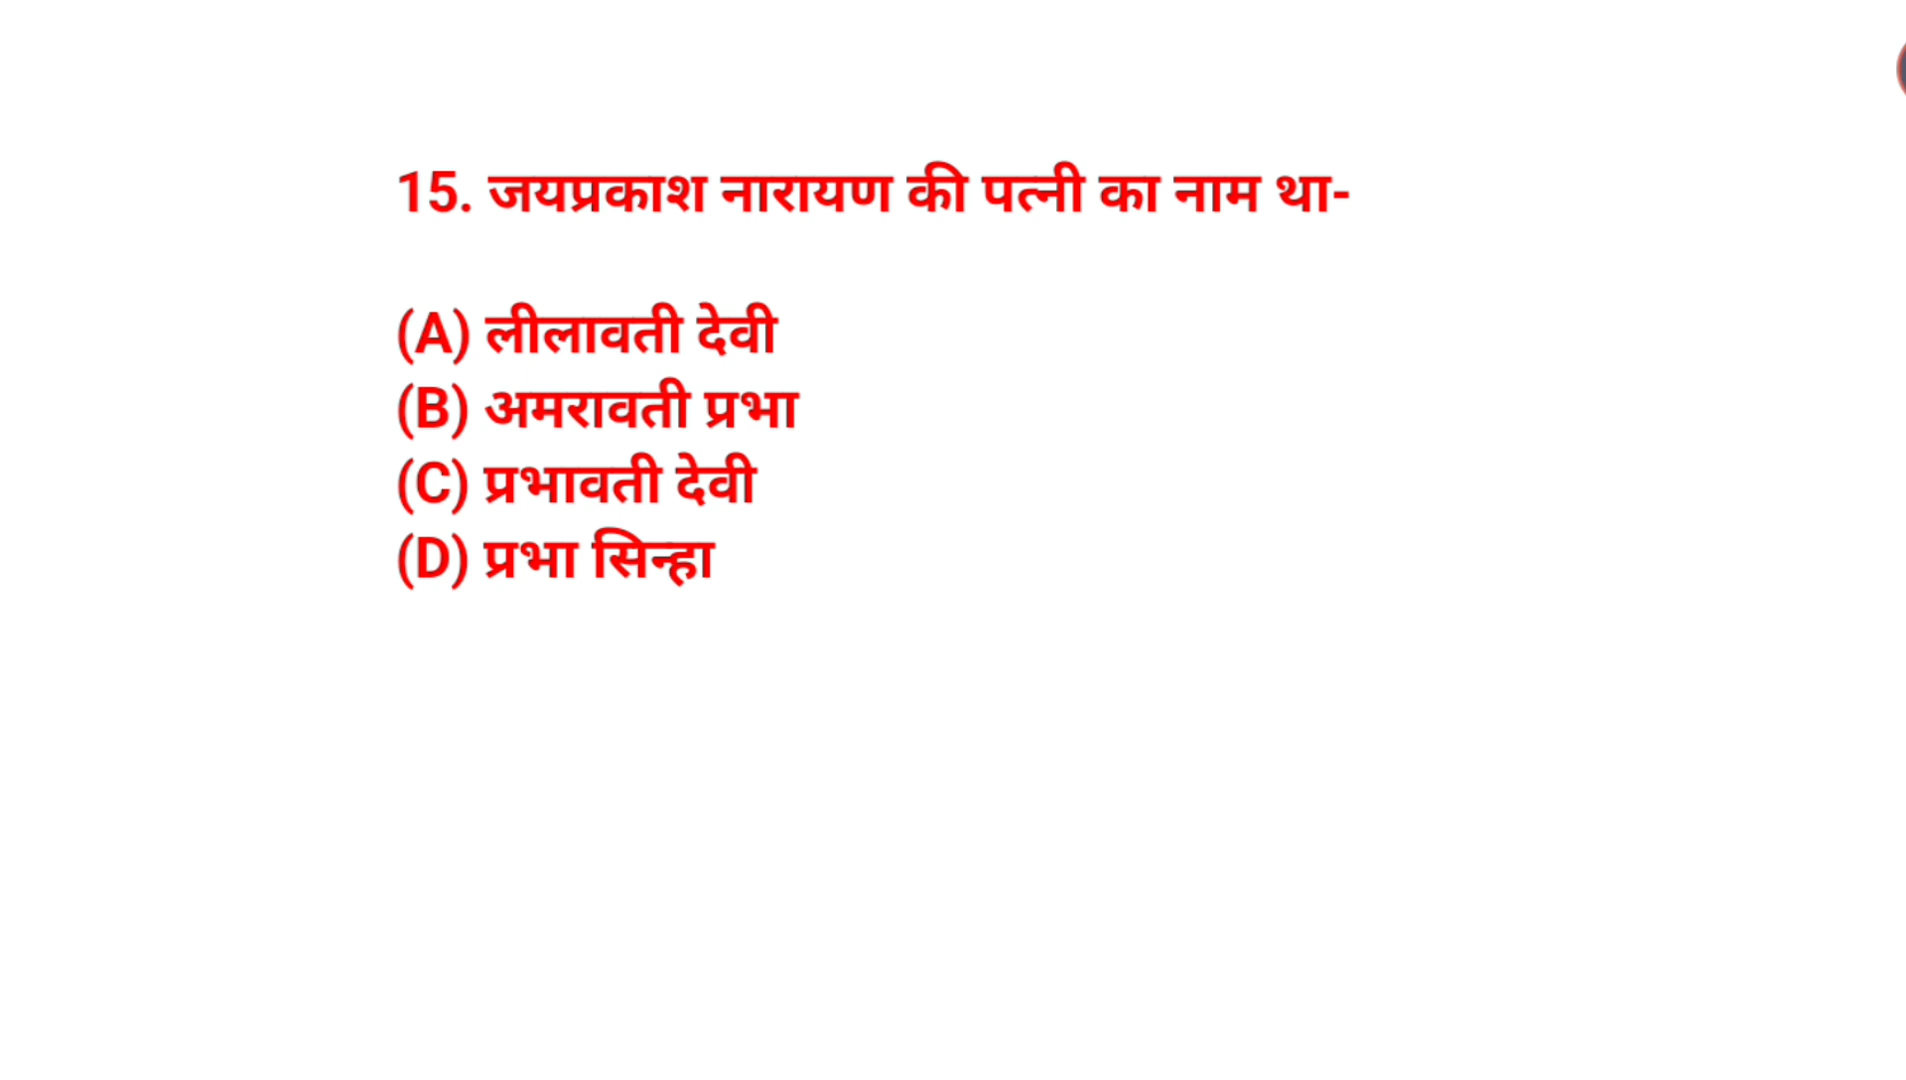 15. जयप्रकाश नारायण की पत्नी का नाम था-
(A) लीलावती देवी
(B) अमरावती प्रभा
(C) प्रभावती देवी
(D) प्रभा सिन्हा